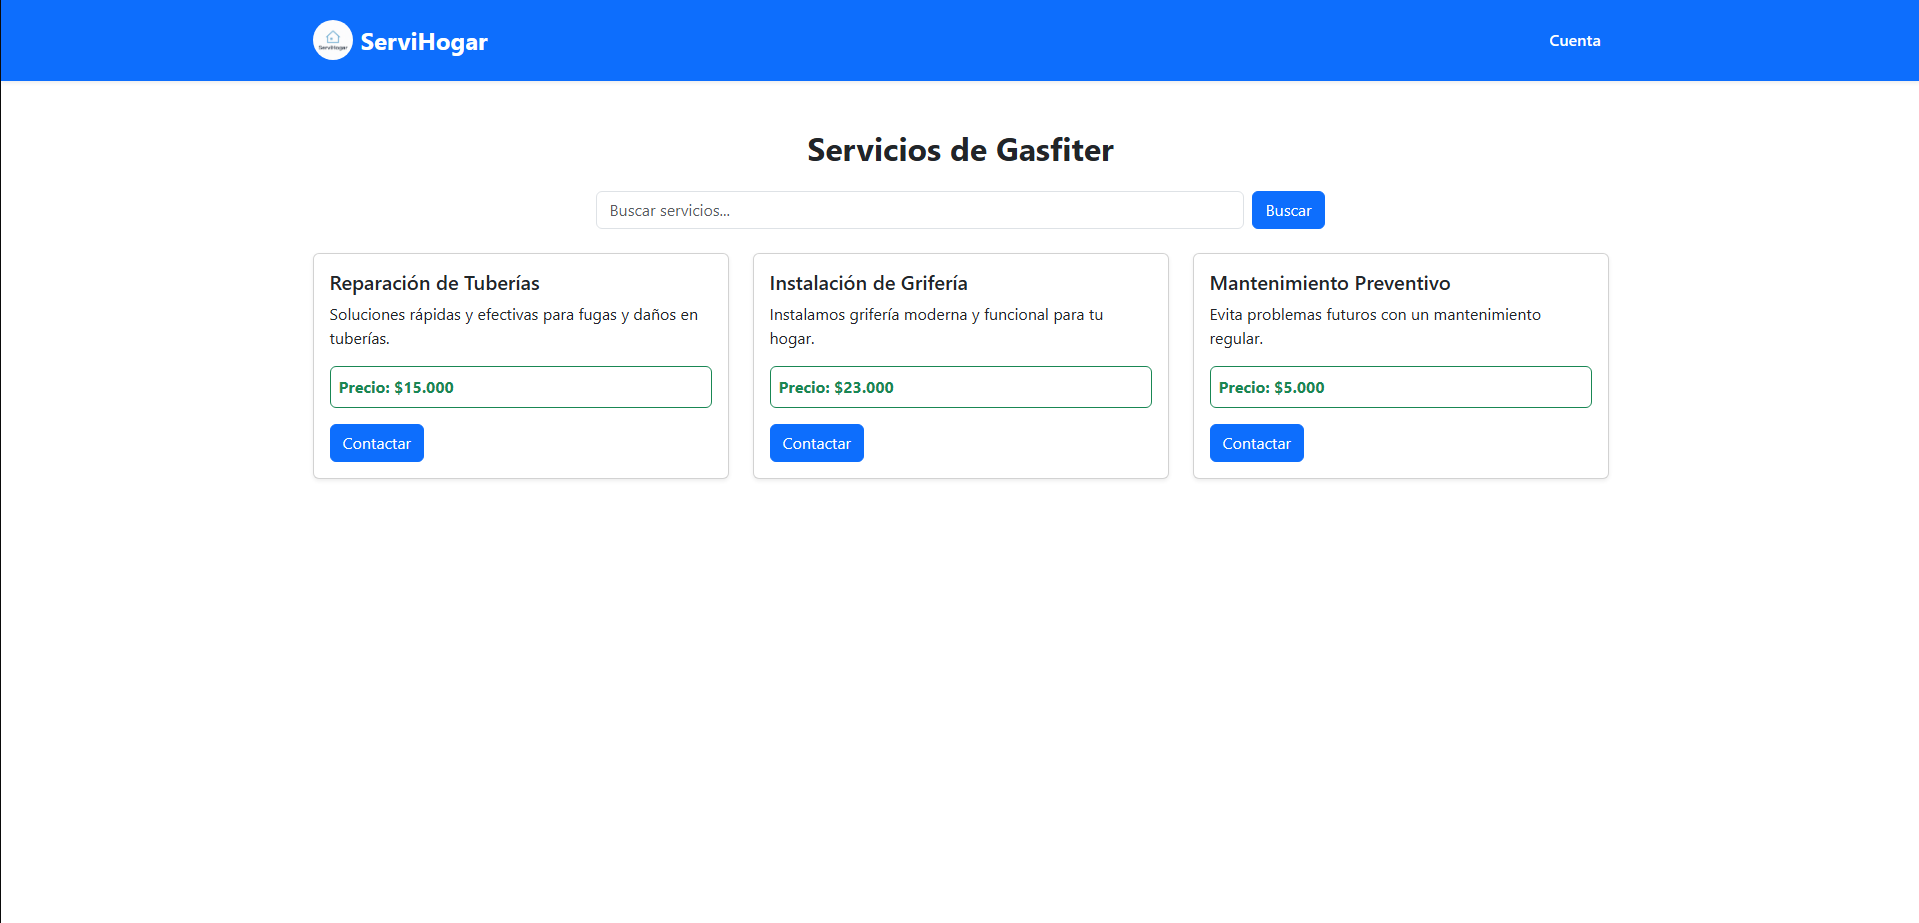 ServiHogar
ServiHogar
Cuenta
Servicios de Gasfiter
Buscar servicios...
Buscar
Reparación de Tuberías
Soluciones rápidas y efectivas para fugas y daños en
tuberías.
Precio: $15.000
Contactar
Instalación de Grifería
Instalamos grifería moderna y funcional para tu
hogar.
Precio: $23.000
Contactar
Mantenimiento Preventivo
Evita problemas futuros con un mantenimiento
regular.
Precio: $5.000
Contactar